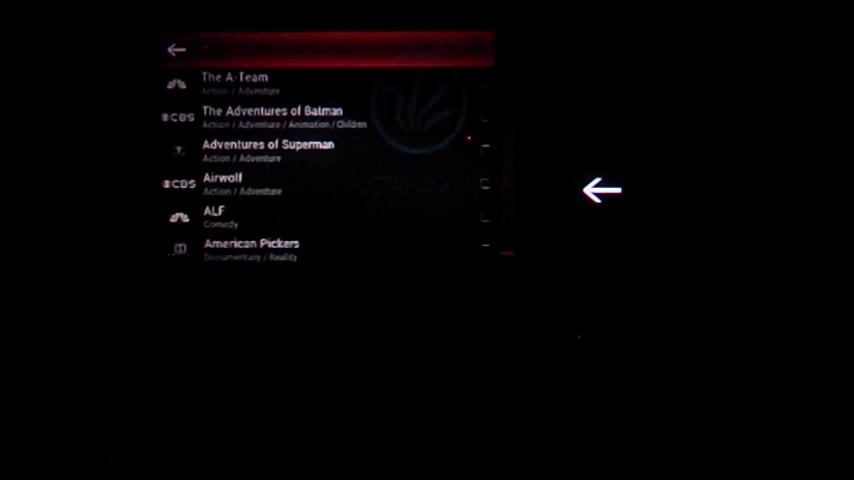 The A-Team
Action / Adventure
CBS
The Adventures of Batman
Action / Adventure / Animation / Children
Adventures of Superman
Action / Adventure
CBS
Airwolf
Action / Adventure
ALF
Comedy
American Pickers
Documentary / Reality